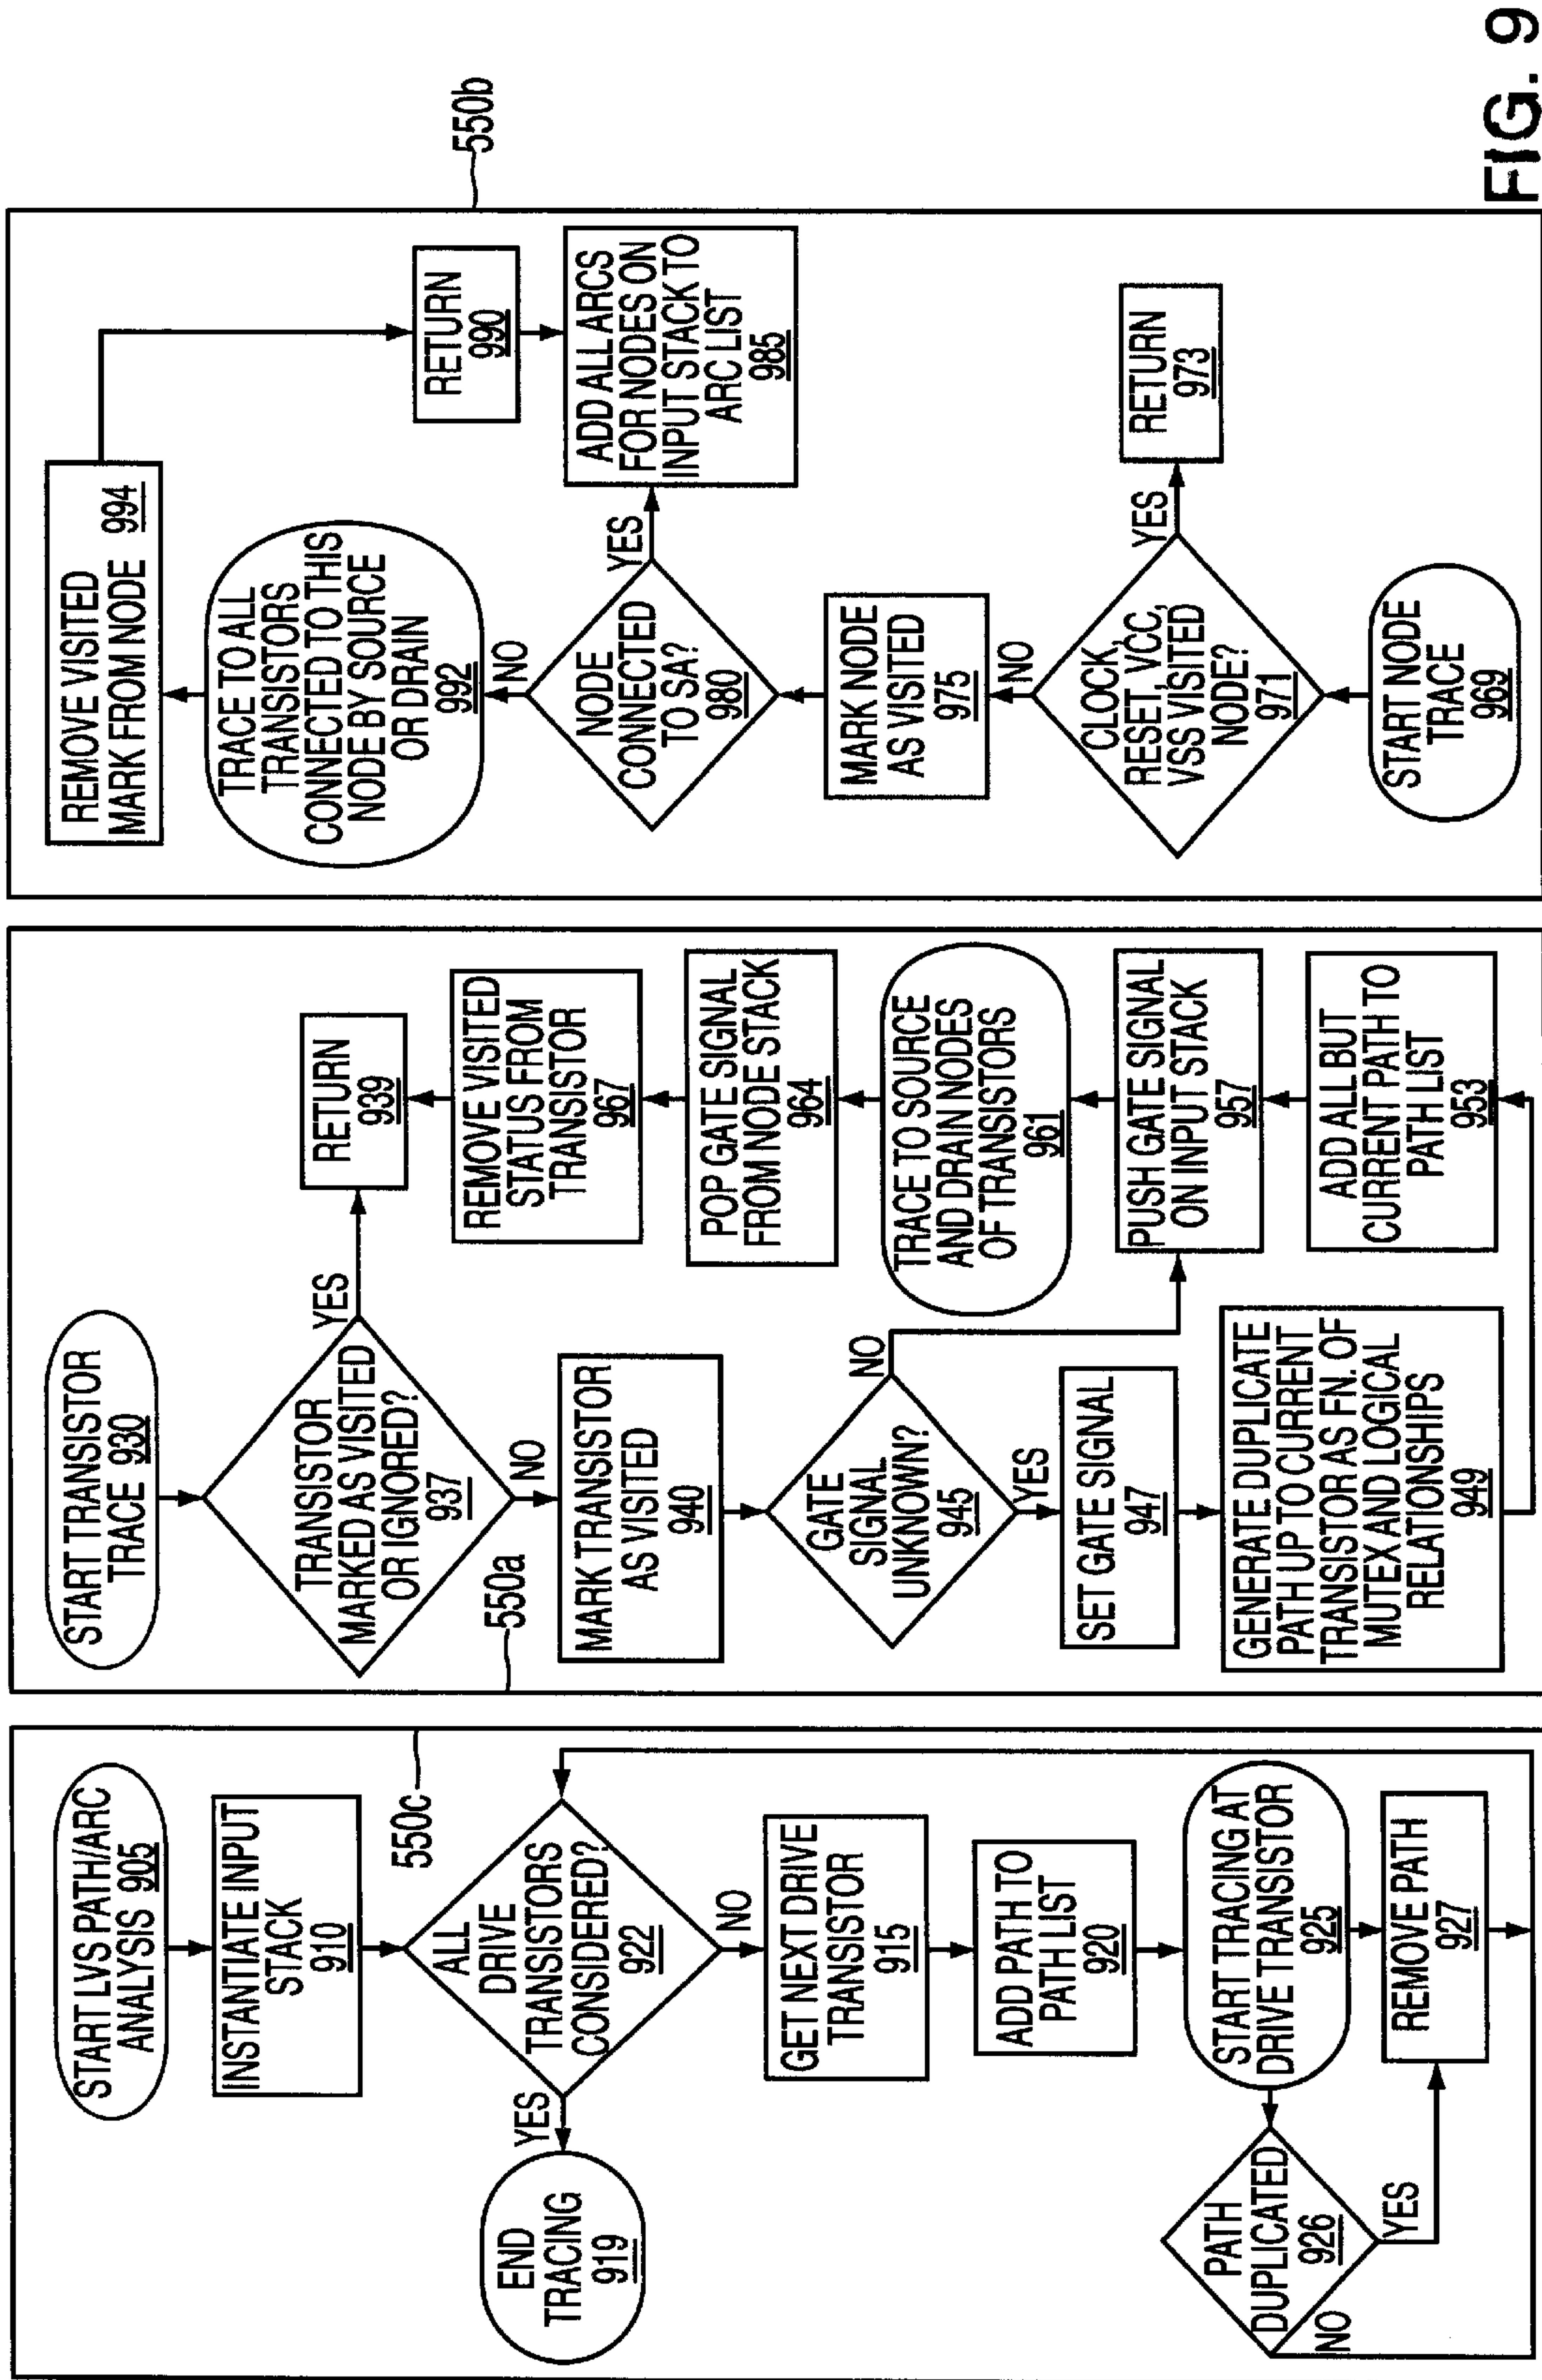 START LVS PATH/ARC
ANALYSIS 905
INSTANTIATE INPUT
STACK
910
550c
ALL
DRIVE
TRANSISTORS
CONSIDERED?
922
YES
END
TRACING
919
NO
GET NEXT DRIVE
TRANSISTOR
915
ADD PATH TO
PATH LIST
920
START TRACING AT
DRIVE TRANSISTOR
925
PATH
DUPLICATED
926
YES
NO
REMOVE PATH
927
START TRANSISTOR
TRACE 930
TRANSISTOR
MARKED AS VISITED
OR IGNORED?
937
YES
RETURN
939
NO
550a
MARK TRANSISTOR
AS VISITED
940
GATE
SIGNAL
UNKNOWN?
945
NO
YES
SET GATE SIGNAL
947
GENERATE DUPLICATE
PATH UP TO CURRENT
TRANSISTOR AS FN. OF
MUTEX AND LOGICAL
RELATIONSHIPS
949
REMOVE VISITED
STATUS FROM
TRANSISTOR
967
POP GATE SIGNAL
FROM NODE STACK
964
TRACE TO SOURCE
AND DRAIN NODES
OF TRANSISTORS
961
PUSH GATE SIGNAL
ON INPUT STACK
957
ADD ALL BUT
CURRENT PATH TO
PATH LIST
953
550b
REMOVE VISITED
MARK FROM NODE 994
TRACE TO ALL
TRANSISTORS
CONNECTED TO THIS
NODE BY SOURCE
OR DRAIN
992
NO
RETURN
990
NODE
CONNECTED
TO SA?
980
YES
ADD ALL ARCS
FOR NODES ON
INPUT STACK TO
ARC LIST
985
MARK NODE
AS VISITED
975
NO
CLOCK,
RESET, VCC,
VSS VISITED
NODE?
971
YES
RETURN
973
START NODE
TRACE
969
FIG. 9